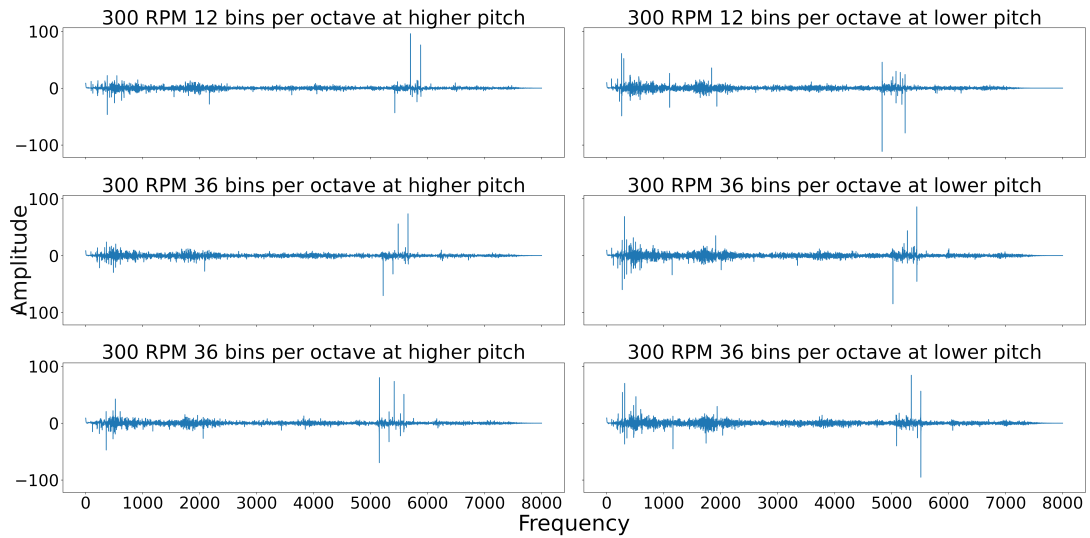 300 RPM 12 bins per octave at higher pitch
300 RPM 12 bins per octave at lower pitch
100
0
−100
300 RPM 36 bins per octave at higher pitch
300 RPM 36 bins per octave at lower pitch
100
0
−100
Amplitude
300 RPM 36 bins per octave at higher pitch
300 RPM 36 bins per octave at lower pitch
100
0
−100
0 1000 2000 3000 4000 5000 6000 7000 8000
0 1000 2000 3000 4000 5000 6000 7000 8000
Frequency